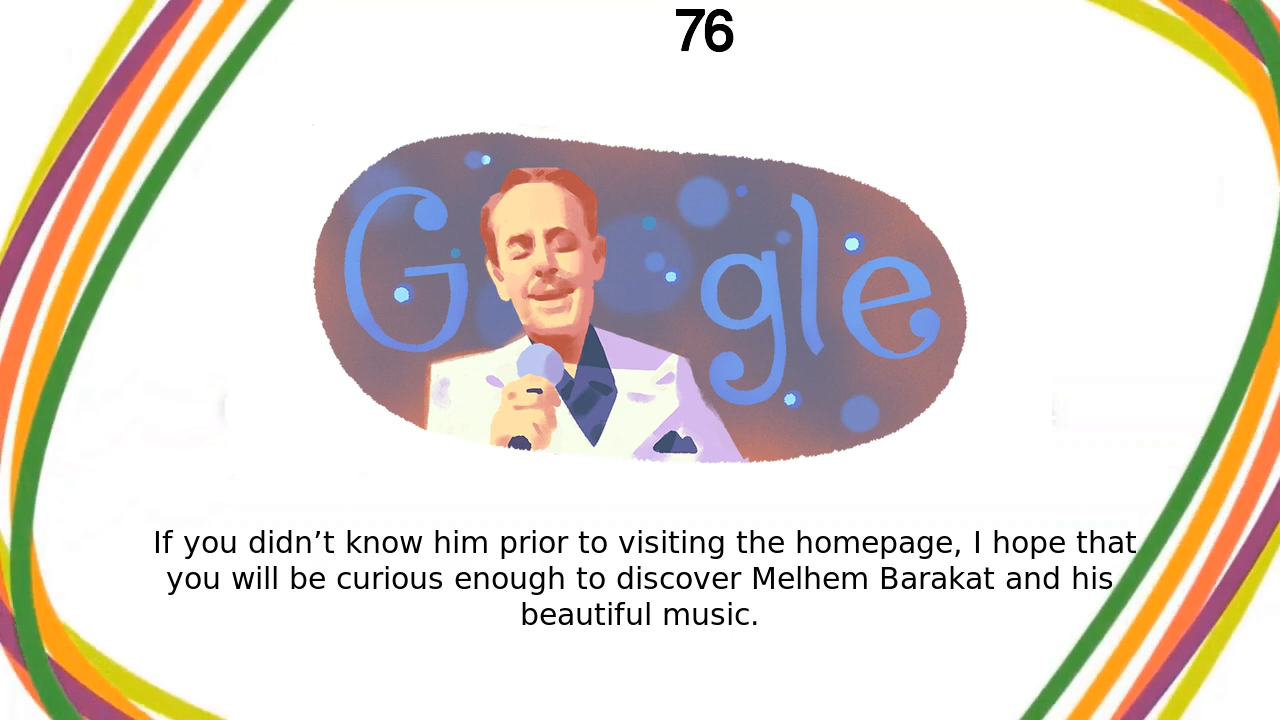 76
G gle
If you didn’t know him prior to visiting the homepage, I hope that
you will be curious enough to discover Melhem Barakat and his
beautiful music.